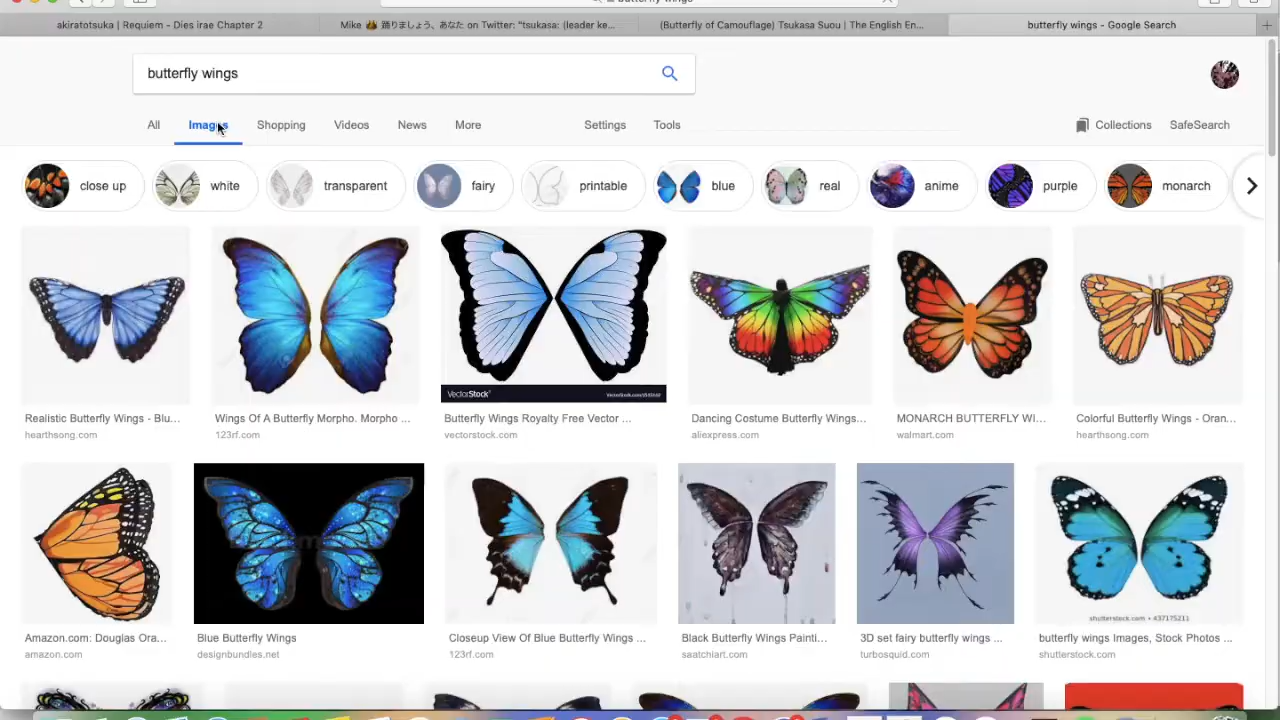 akiratotsuka | Requiem - Dies irae Chapter 2
Mike 👑 踊りましょう、あなた on Twitter: "tsukasa: (leader ke...
(Butterfly of Camouflage) Tsukasa Suou | The English En...
butterfly wings - Google Search
butterfly wings
All
Images
Shopping
Videos
News
More
Settings
Tools
Collections
SafeSearch
close up
white
transparent
fairy
printable
blue
real
anime
purple
monarch
VectorStock
Realistic Butterfly Wings - Blu...
Wings Of A Butterfly Morpho. Morpho ...
Butterfly Wings Royalty Free Vector ...
Dancing Costume Butterfly Wings...
MONARCH BUTTERFLY WI...
Colorful Butterfly Wings - Oran...
hearthsong.com
123rf.com
vectorstock.com
aliexpress.com
walmart.com
hearthsong.com
shutterstock.com • 437175211
Amazon.com: Douglas Ora...
Blue Butterfly Wings
Closeup View Of Blue Butterfly Wings ...
Black Butterfly Wings Painti...
3D set fairy butterfly wings ...
butterfly wings Images, Stock Photos ...
amazon.com
designbundles.net
123rf.com
saatchiart.com
turbosquid.com
shutterstock.com